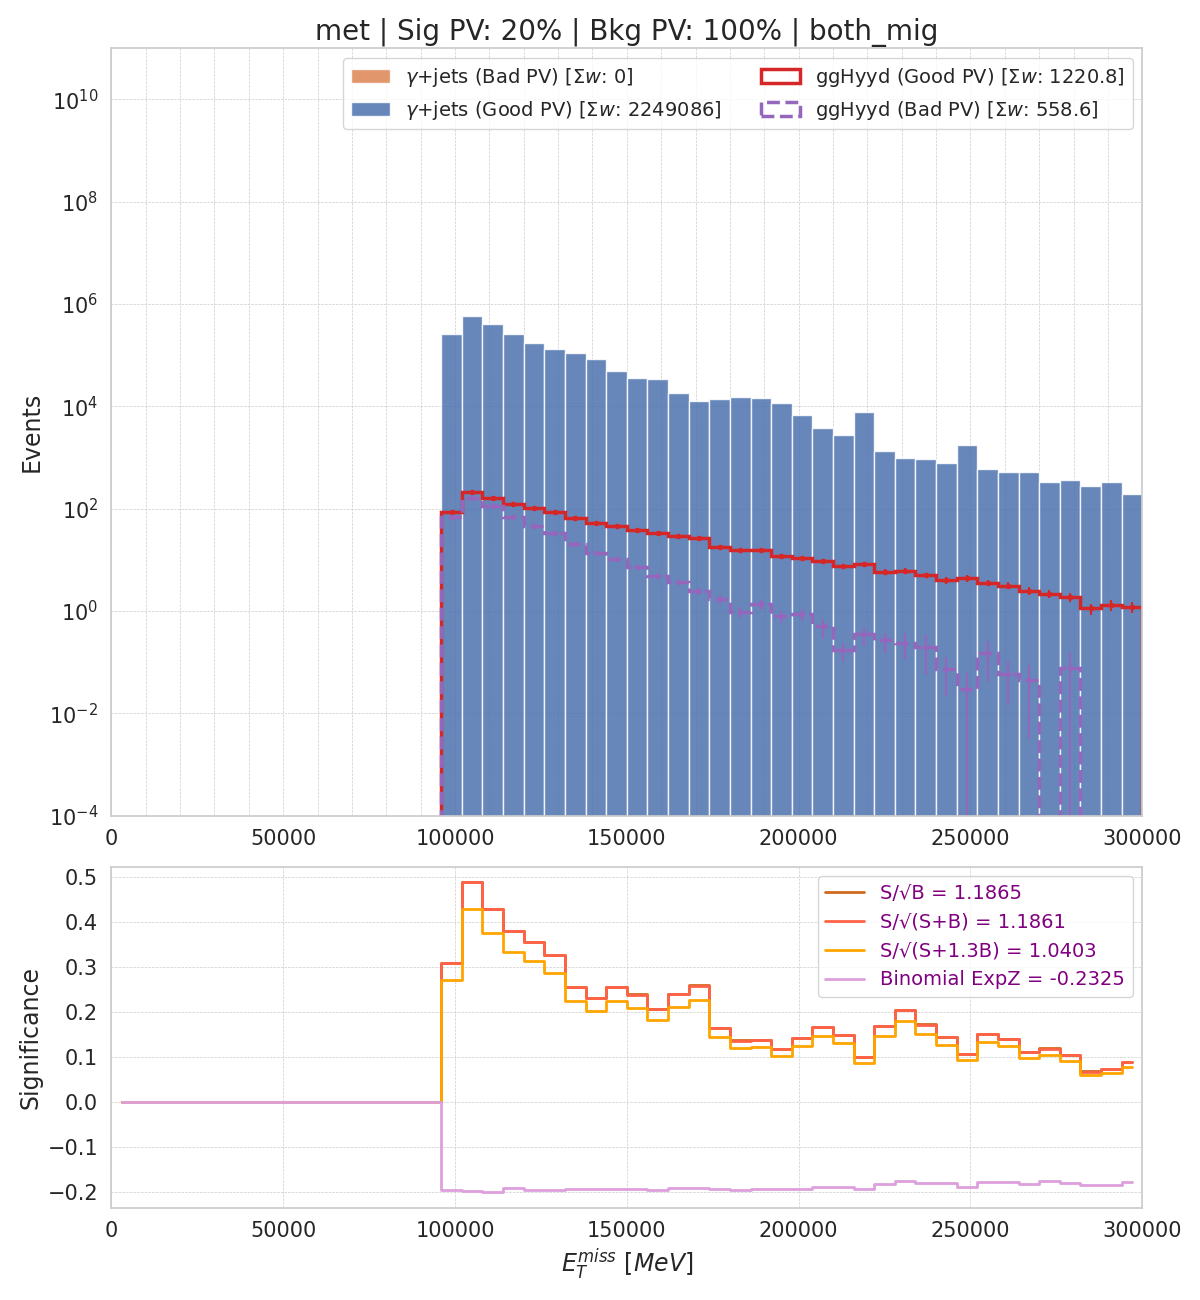 met | Sig PV: 20% | Bkg PV: 100% | both_mig
γ+jets (Bad PV) [Σw: 0]
γ+jets (Good PV) [Σw: 2249086]
ggHyyd (Good PV) [Σw: 1220.8]
ggHyyd (Bad PV) [Σw: 558.6]
Events
10^10
10^8
10^6
10^4
10^2
10^0
10^−2
10^−4
0 50000 100000 150000 200000 250000 300000
Significance
0.5
0.4
0.3
0.2
0.1
0.0
−0.1
−0.2
S/√B = 1.1865
S/√(S+B) = 1.1861
S/√(S+1.3B) = 1.0403
Binomial ExpZ = -0.2325
0 50000 100000 150000 200000 250000 300000
E_T^miss [MeV]